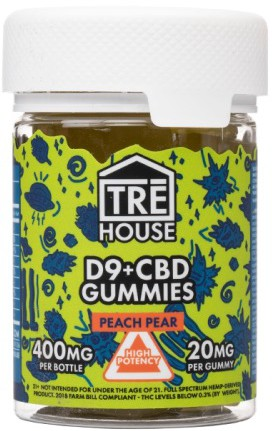 TRĒ
HOUSE
D9+CBD
GUMMIES
PEACH PEAR
400MG
PER BOTTLE
HIGH
POTENCY
20MG
PER GUMMY
21+ NOT INTENDED FOR UNDER THE AGE OF 21. FULL SPECTRUM HEMP-DERIVED
PRODUCT. 2018 FARM BILL COMPLIANT - THC LEVELS BELOW 0.3% (BY WEIGHT)